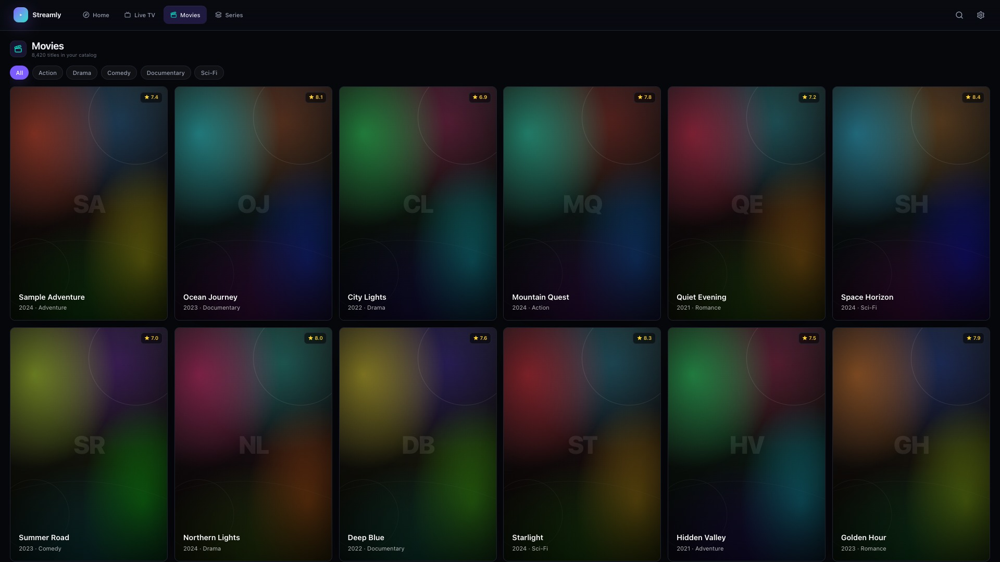 Streamly
Home
Live TV
Movies
Series
Movies
8,420 titles in your catalog
All
Action
Drama
Comedy
Documentary
Sci-Fi
7.4
SA
Sample Adventure
2024 · Adventure
8.1
OJ
Ocean Journey
2023 · Documentary
6.9
CL
City Lights
2022 · Drama
7.8
MQ
Mountain Quest
2024 · Action
7.2
QE
Quiet Evening
2021 · Romance
8.4
SH
Space Horizon
2024 · Sci-Fi
7.0
SR
Summer Road
2023 · Comedy
8.0
NL
Northern Lights
2024 · Drama
7.6
DB
Deep Blue
2022 · Documentary
8.3
ST
Starlight
2024 · Sci-Fi
7.5
HV
Hidden Valley
2021 · Adventure
7.9
GH
Golden Hour
2023 · Romance